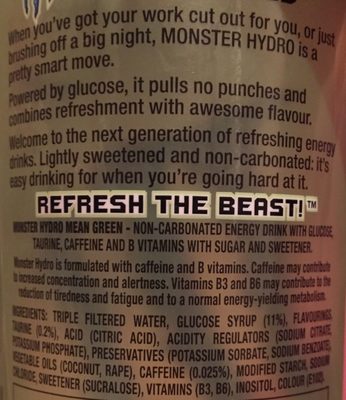 When you've got your work cut out for you, or just
brushing off a big night, MONSTER HYDRO is a
pretty smart move.
Powered by glucose, it pulls no punches and
combines refreshment with awesome flavour.
Welcome to the next generation of refreshing energy
drinks. Lightly sweetened and non-carbonated: it's
easy drinking for when you're going hard at it.
REFRESH THE BEAST!™
MONSTER HYDRO MEAN GREEN - NON-CARBONATED ENERGY DRINK WITH GLUCOSE,
TAURINE, CAFFEINE AND B VITAMINS WITH SUGAR AND SWEETENER.
Monster Hydro is formulated with caffeine and B vitamins. Caffeine may contribute
to increased concentration and alertness. Vitamins B3 and B6 may contribute to the
reduction of tiredness and fatigue and to a normal energy-yielding metabolism.
INGREDIENTS: TRIPLE FILTERED WATER, GLUCOSE SYRUP (11%), FLAVOURINGS,
TAURINE (0.2%), ACID (CITRIC ACID), ACIDITY REGULATORS (SODIUM CITRATE,
POTASSIUM PHOSPHATE), PRESERVATIVES (POTASSIUM SORBATE, SODIUM BENZOATE),
VEGETABLE OILS (COCONUT, RAPE), CAFFEINE (0.025%), MODIFIED STARCH, SODIUM
CHLORIDE, SWEETENER (SUCRALOSE), VITAMINS (B3, B6), INOSITOL, COLOUR